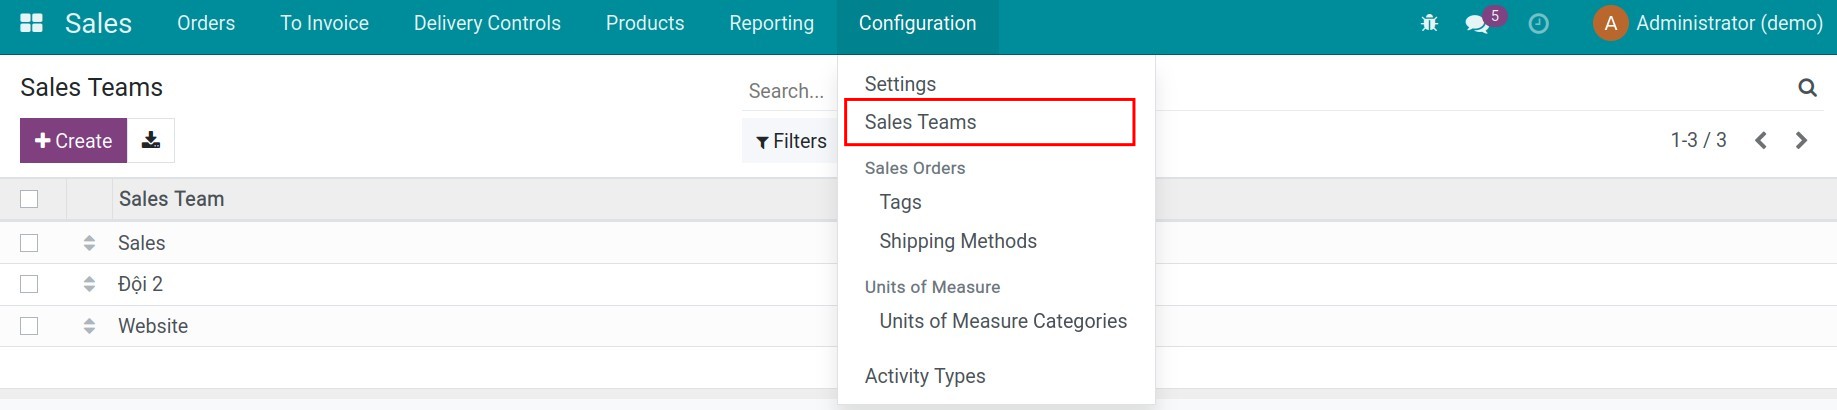 Sales Orders To Invoice Delivery Controls Products Reporting Configuration 5 A Administrator (demo)
Sales Teams
Search...
Create
Filters
1-3 / 3
Sales Team
Sales
Đội 2
Website
Settings
Sales Teams
Sales Orders
Tags
Shipping Methods
Units of Measure
Units of Measure Categories
Activity Types